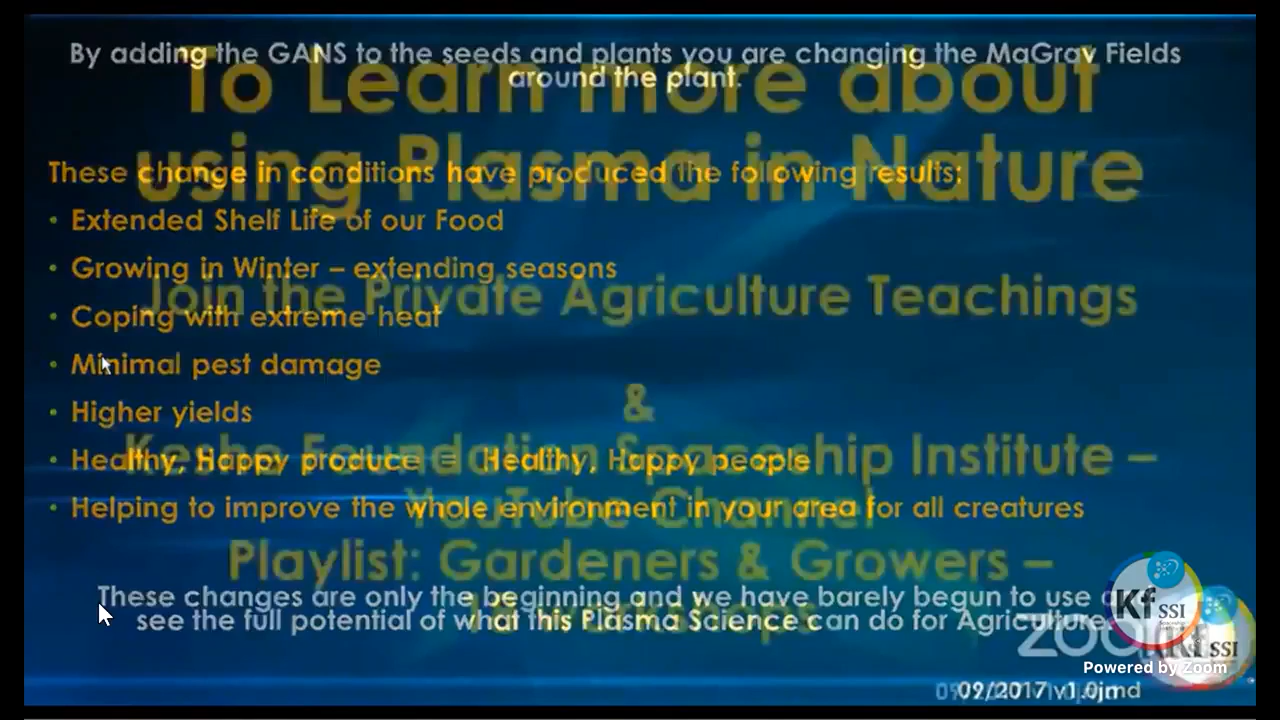 By adding the GANS to the seeds and plants you are changing the MaGrav Fields
around the plant.
To Learn more about
using Plasma in Nature
These change in conditions have produced the following results:
• Extended Shelf Life of our Food
• Growing in Winter – extending seasons
Join the Private Agriculture Teachings
• Coping with extreme heat
• Minimal pest damage
&
• Higher yields
Keshe Foundation Spaceship Institute –
• Healthy, Happy produce = Healthy, Happy people
YouTube Channel
• Helping to improve the whole environment in your area for all creatures
Playlist: Gardeners & Growers –
These changes are only the beginning and we have barely begun to use
see the full potential of what this Plasma Science can do for Agriculture.
workshops
Kf SSI
zoom
SSI
Powered by Zoom
09/2017 v1.0jmd